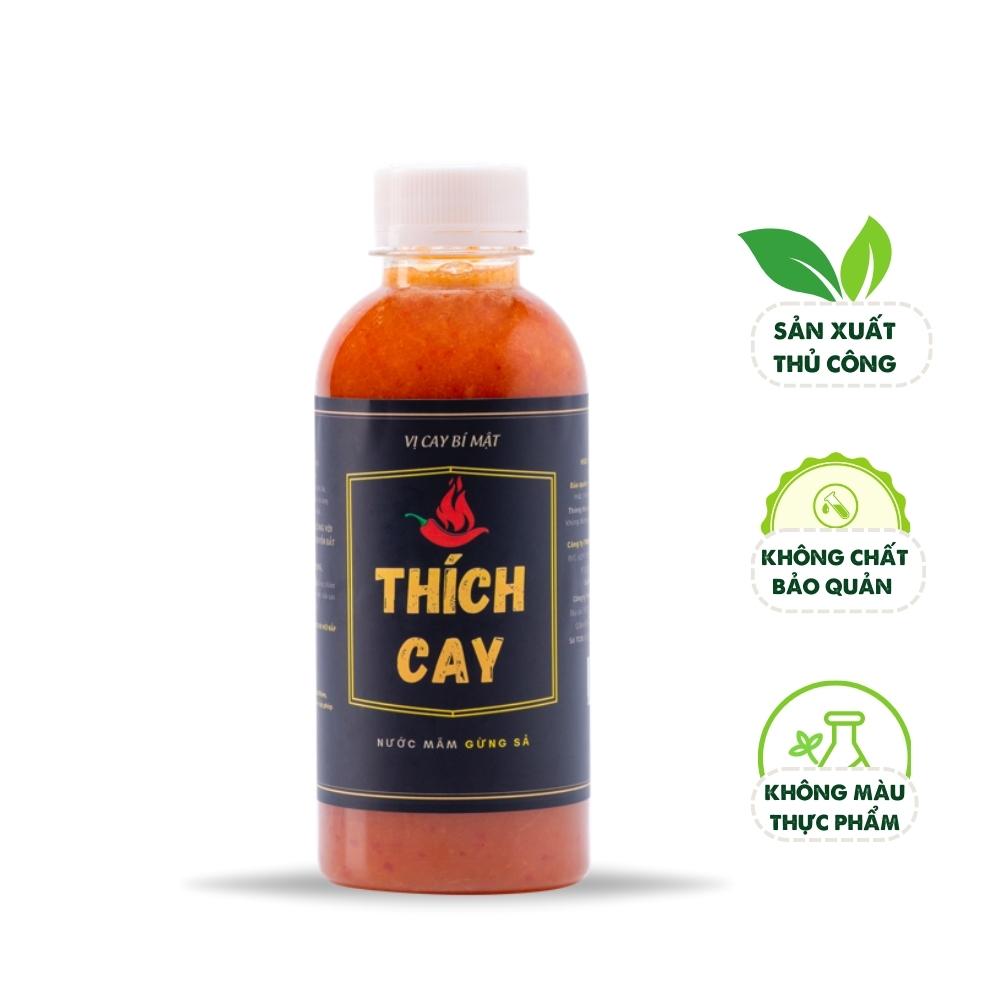 VỊ CAY BÍ MẬT
THÍCH
CAY
NƯỚC MẮM GỪNG SẢ
SẢN XUẤT
THỦ CÔNG
KHÔNG CHẤT
BẢO QUẢN
KHÔNG MÀU
THỰC PHẨM